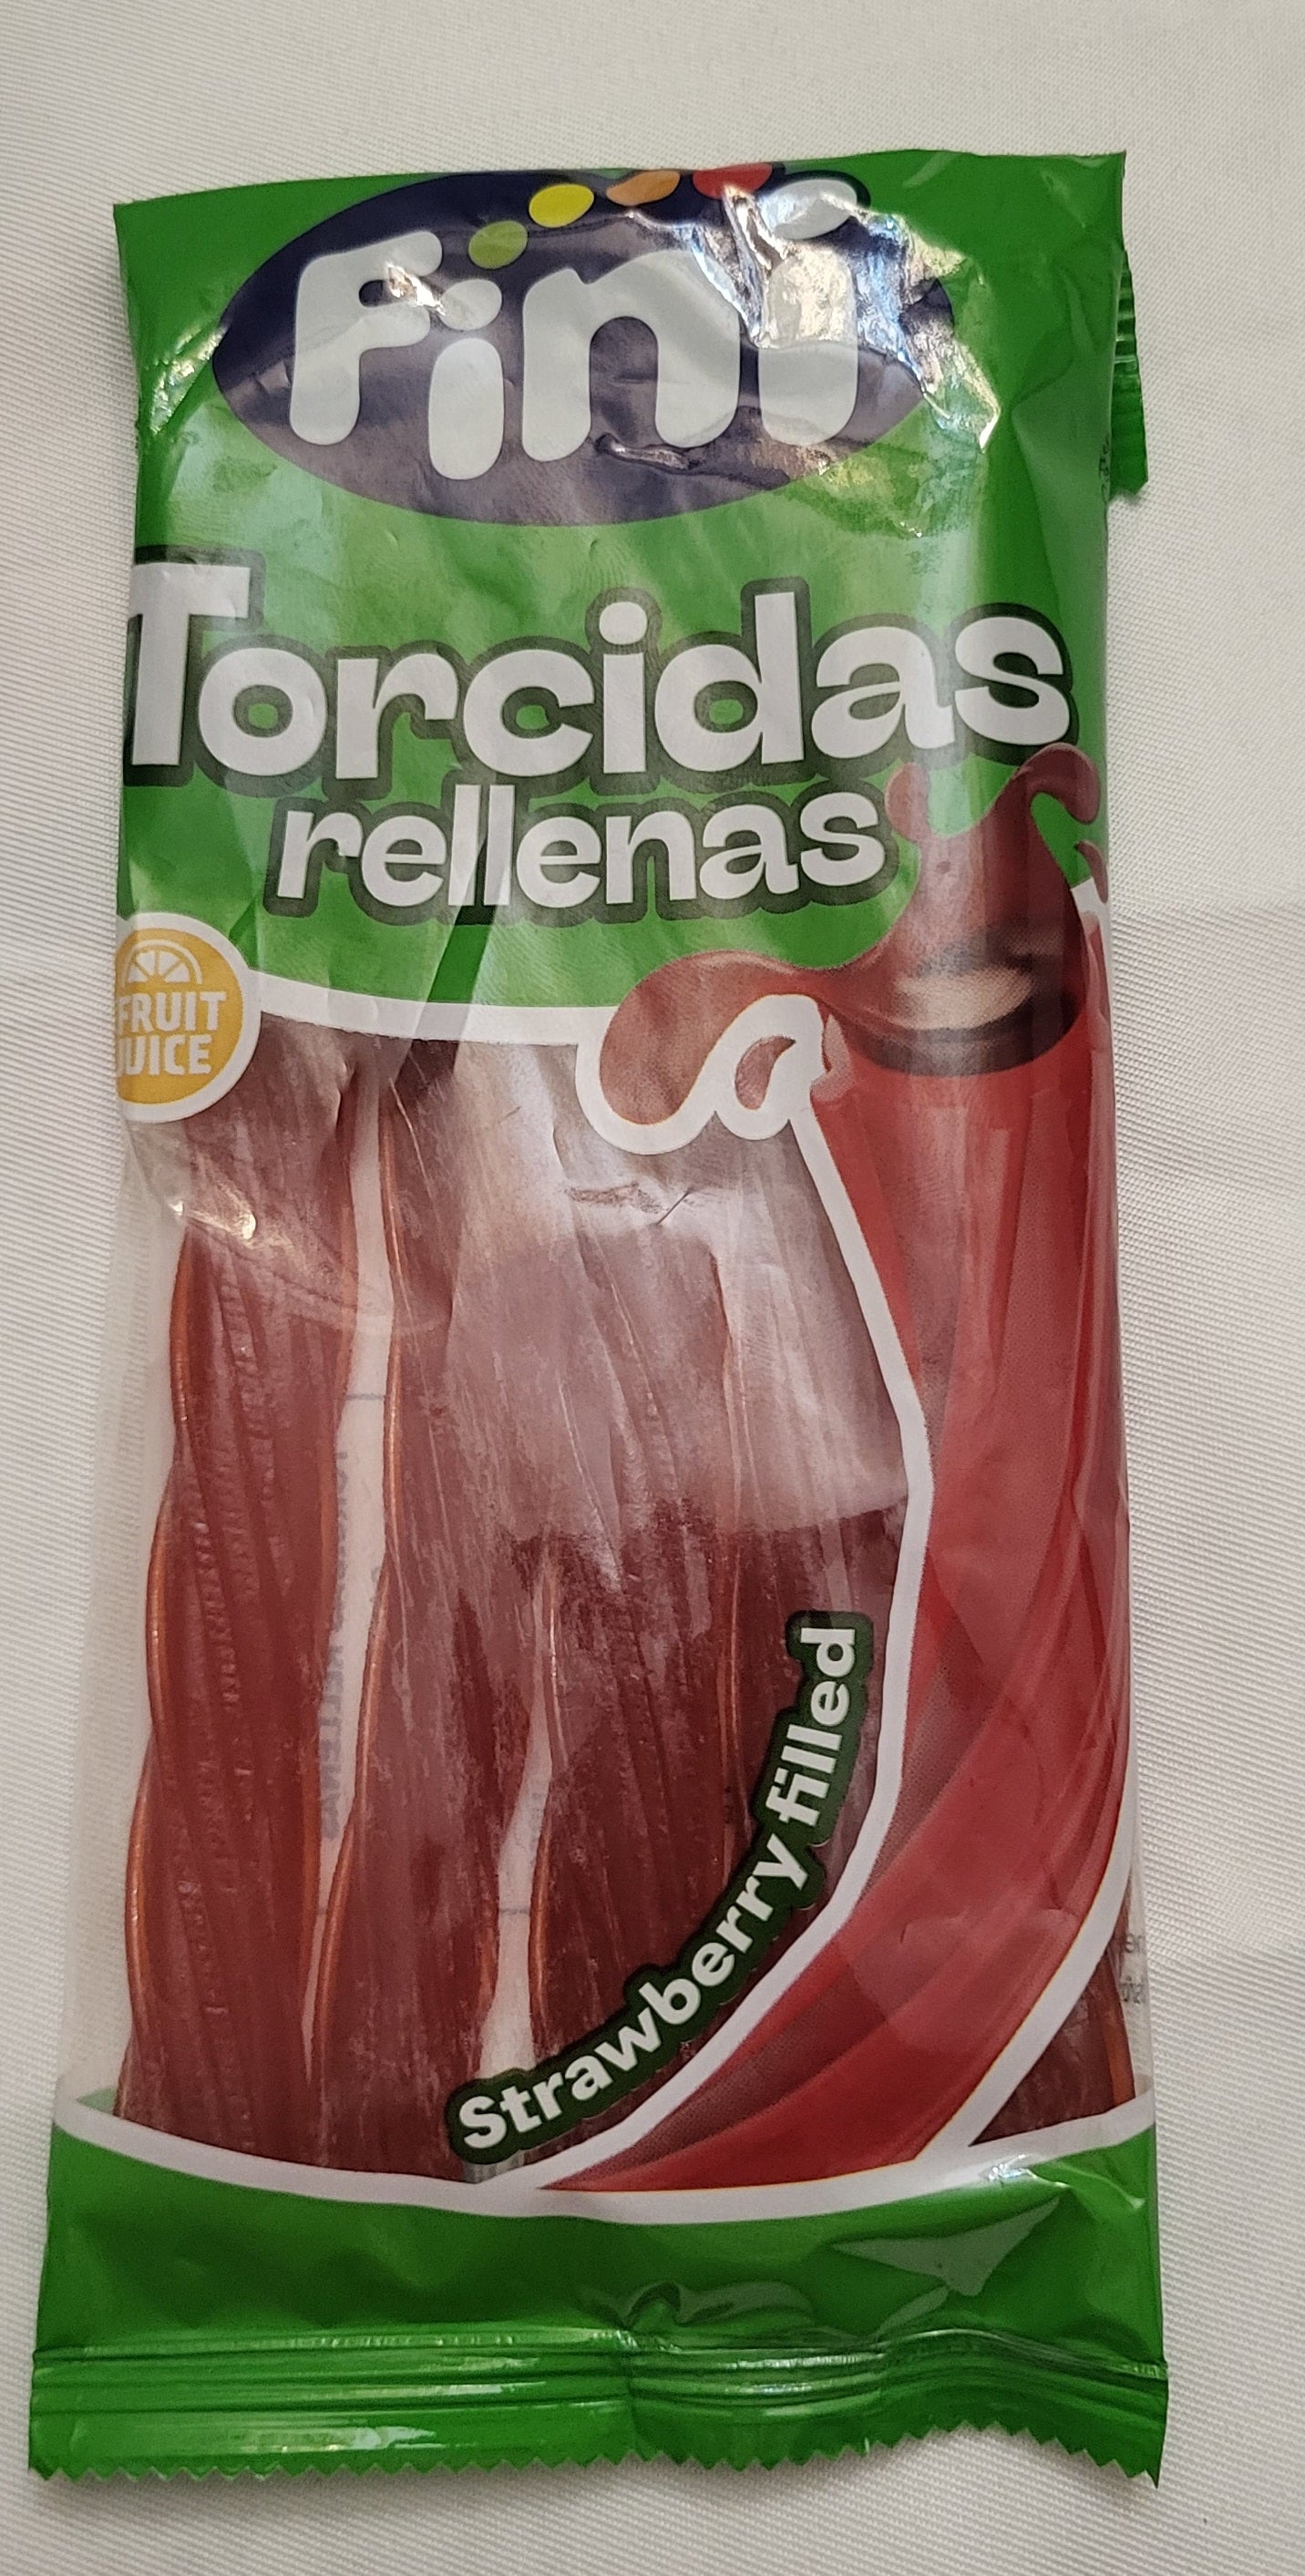 Fini
Torcidas
rellenas
FRUIT
JUICE
Strawberry filled